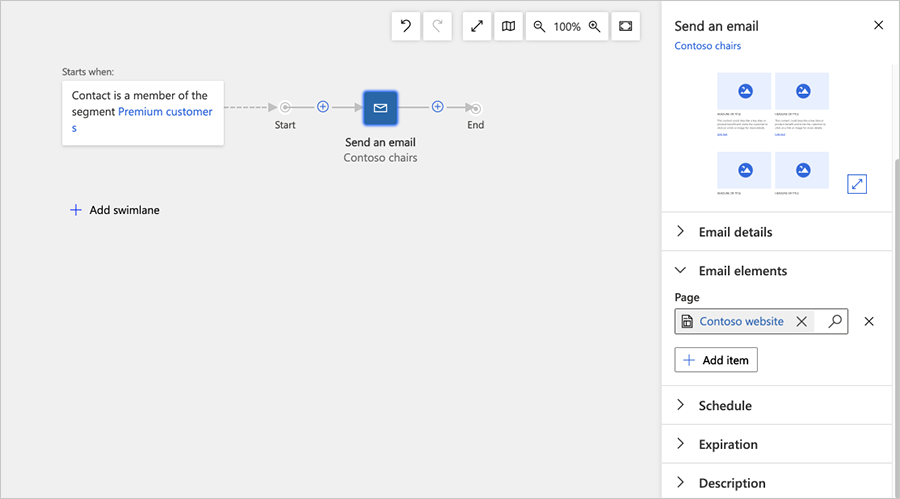 100%
Starts when:
Contact is a member of the
segment Premium customer
s
Start
End
Send an email
Contoso chairs
Add swimlane
Send an email
Contoso chairs
Email details
Email elements
Page
Contoso website
Add item
Schedule
Expiration
Description